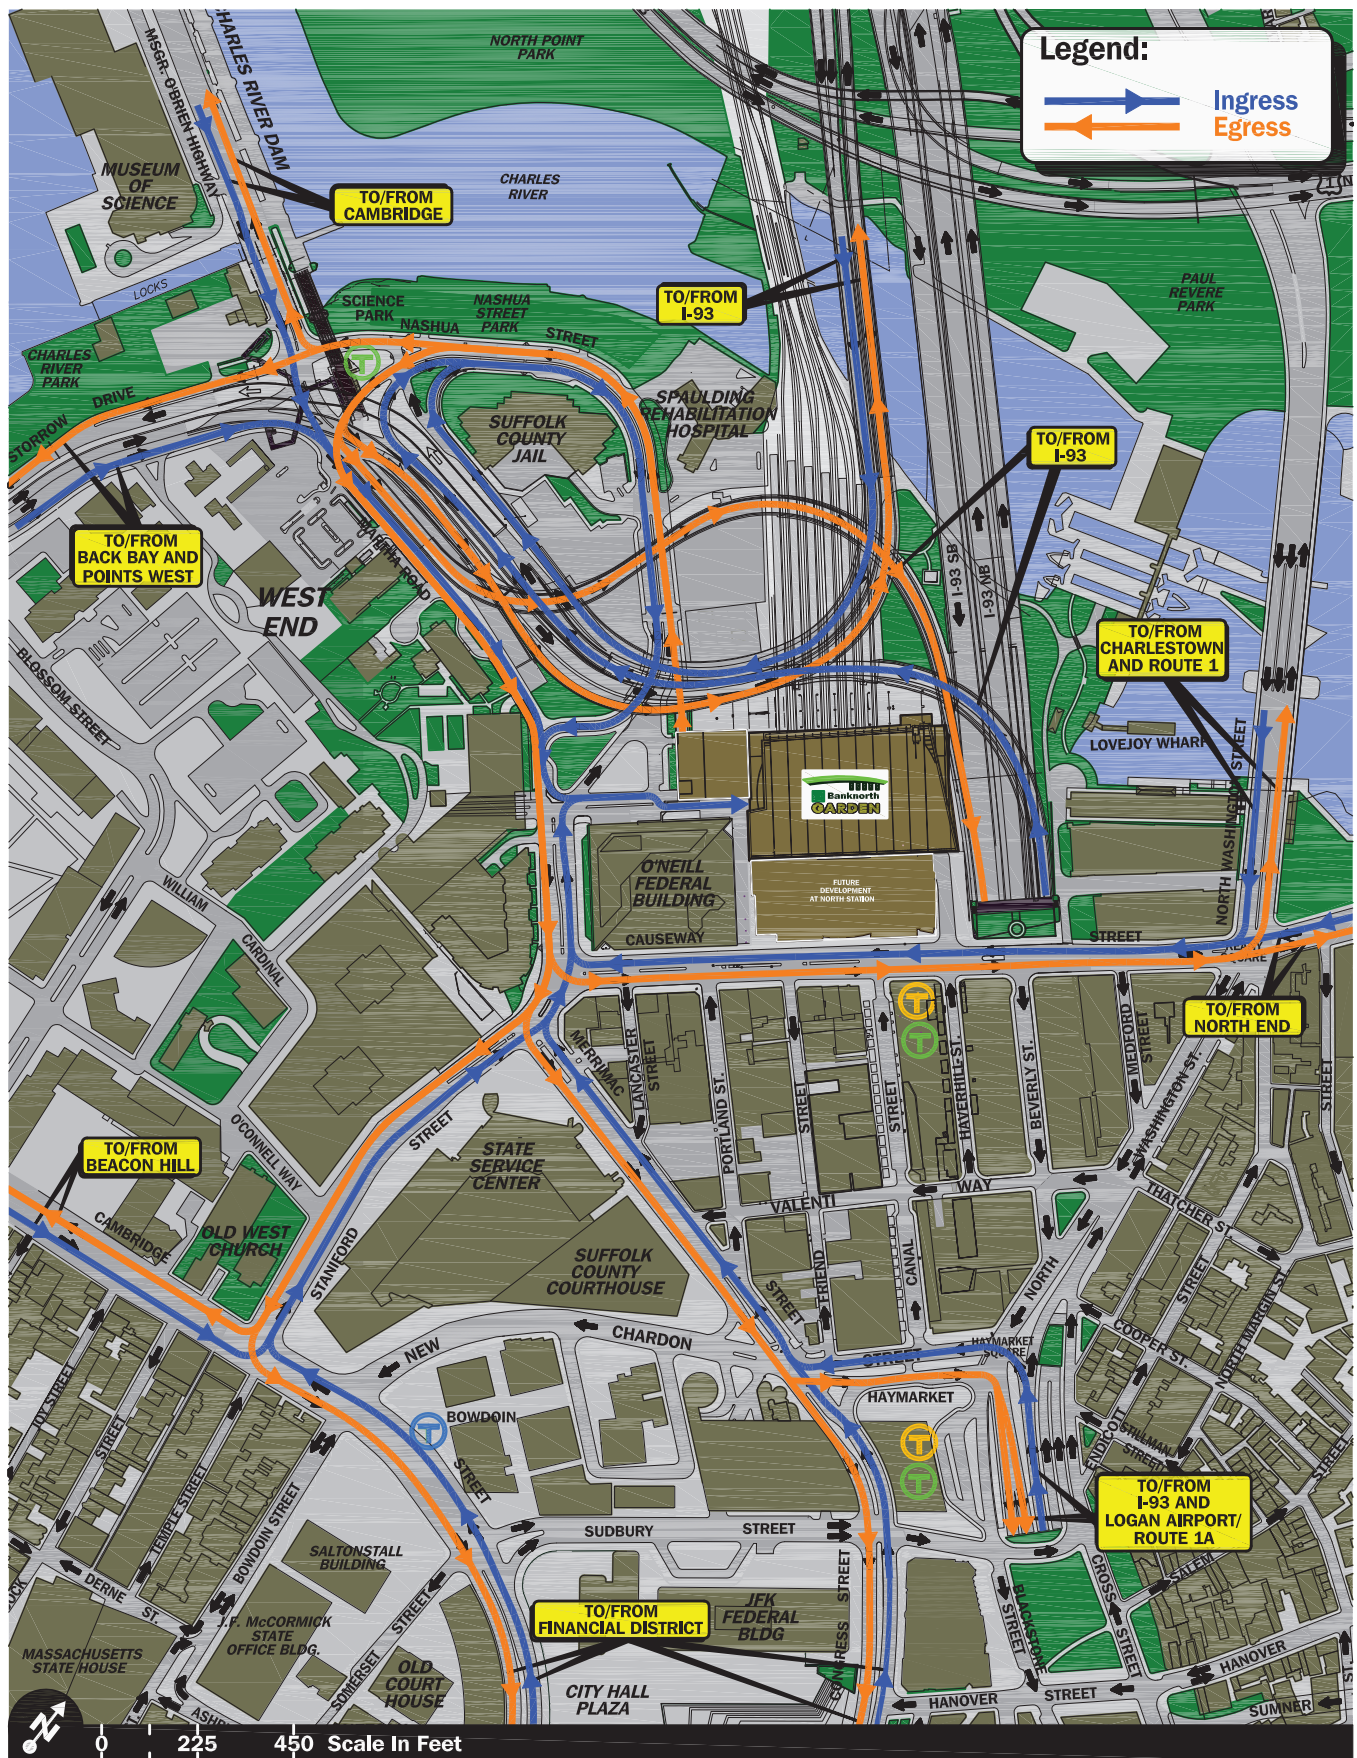 Legend:
Ingress
Egress
NORTH POINT
PARK
CHARLES RIVER DAM
MSGR. O'BRIEN HIGHWAY
MUSEUM
OF
SCIENCE
TO/FROM
CAMBRIDGE
CHARLES
RIVER
LOCKS
SCIENCE
PARK
NASHUA
STREET
PARK
NASHUA
STREET
TO/FROM
I-93
PAUL
REVERE
PARK
CHARLES
RIVER
PARK
STORROW
DRIVE
T
SUFFOLK
COUNTY
JAIL
SPAULDING
REHABILITATION
HOSPITAL
TO/FROM
I-93
TO/FROM
BACK BAY AND
POINTS WEST
MARTHA ROAD
WEST
END
I-93 SB
I-93 NB
TO/FROM
CHARLESTOWN
AND ROUTE 1
BLOSSOM STREET
LOVEJOY WHARF
NORTH WASHINGTON
STREET
Banknorth
GARDEN
O'NEILL
FEDERAL
BUILDING
FUTURE
DEVELOPMENT
AT NORTH STATION
WILLIAM
CARDINAL
O'CONNELL WAY
CAUSEWAY
STREET
KEANY
SQUARE
TO/FROM
NORTH END
T
T
MERRIMAC
STREET
LANCASTER
STREET
PORTLAND ST.
FRIEND
STREET
CANAL
STREET
HAVERHILL ST.
BEVERLY ST.
MEDFORD
STREET
NORTH
WASHINGTON ST.
STREET
STATE
SERVICE
CENTER
STANIFORD
STREET
TO/FROM
BEACON HILL
CAMBRIDGE
OLD WEST
CHURCH
VALENTI
WAY
THATCHER ST.
SUFFOLK
COUNTY
COURTHOUSE
NEW
CHARDON
STREET
HAYMARKET
SQUARE
HAYMARKET
COOPER ST.
NORTH MARGIN ST.
STREET
ENDICOTT
STILLMAN
STREET
STREET
JOY STREET
STREET
TEMPLE STREET
BOWDOIN STREET
T
BOWDOIN
STREET
T
T
TO/FROM
I-93 AND
LOGAN AIRPORT/
ROUTE 1A
SUDBURY
STREET
SALTONSTALL
BUILDING
DERNE
ST.
J.F. McCORMICK
STATE
OFFICE BLDG.
MASSACHUSETTS
STATE HOUSE
SOMERSET
STREET
OLD
COURT
HOUSE
TO/FROM
FINANCIAL DISTRICT
JFK
FEDERAL
BLDG
CONGRESS
STREET
CITY HALL
PLAZA
BLACKSTONE
STREET
CROSS
STREET
SALEM
HANOVER
HANOVER
STREET
SUMNER
N
0
225
450
Scale In Feet